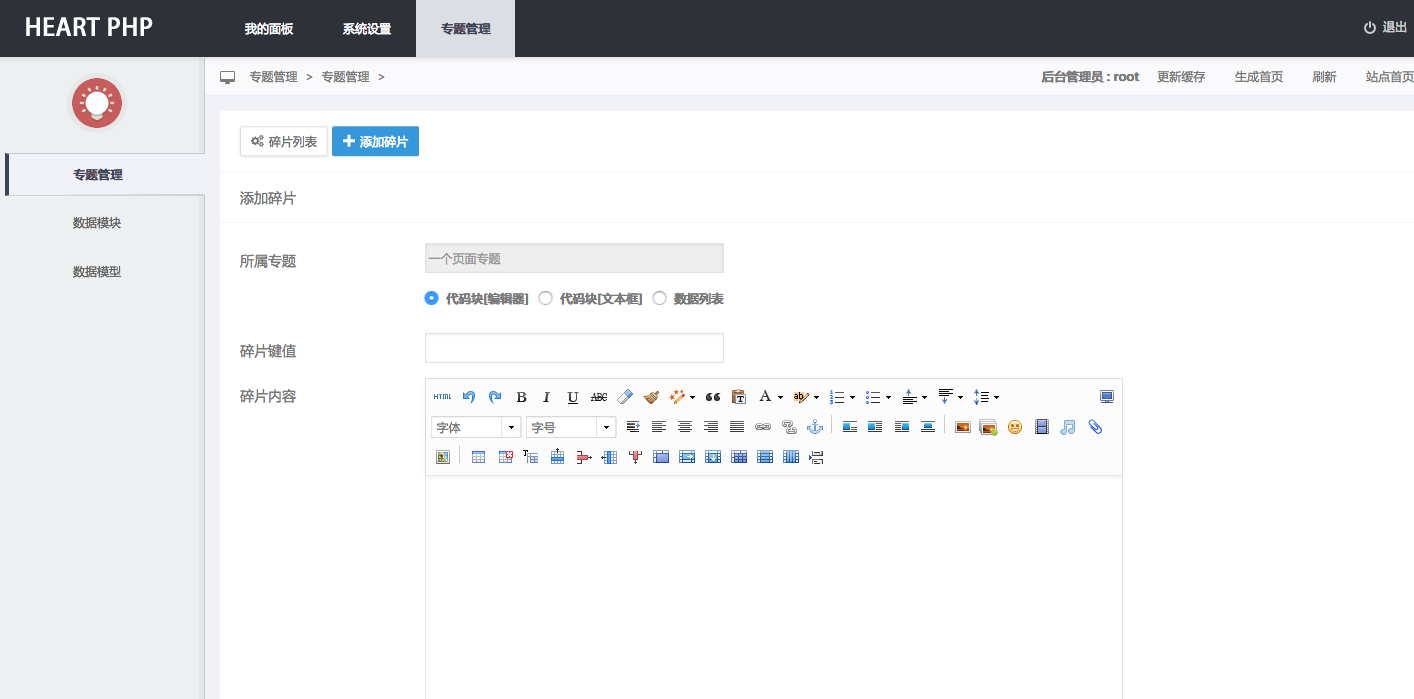 HEART PHP
我的面板 系统设置 专题管理 退出
专题管理 > 专题管理 >
后台管理员 : root 更新缓存 生成首页 刷新 站点首页
专题管理
数据模块
数据模型
碎片列表 添加碎片
添加碎片
所属专题
一个页面专题
代码块[编辑器] 代码块[文本框] 数据列表
碎片键值
碎片内容
HTML B I U ABC A ab
字体 字号